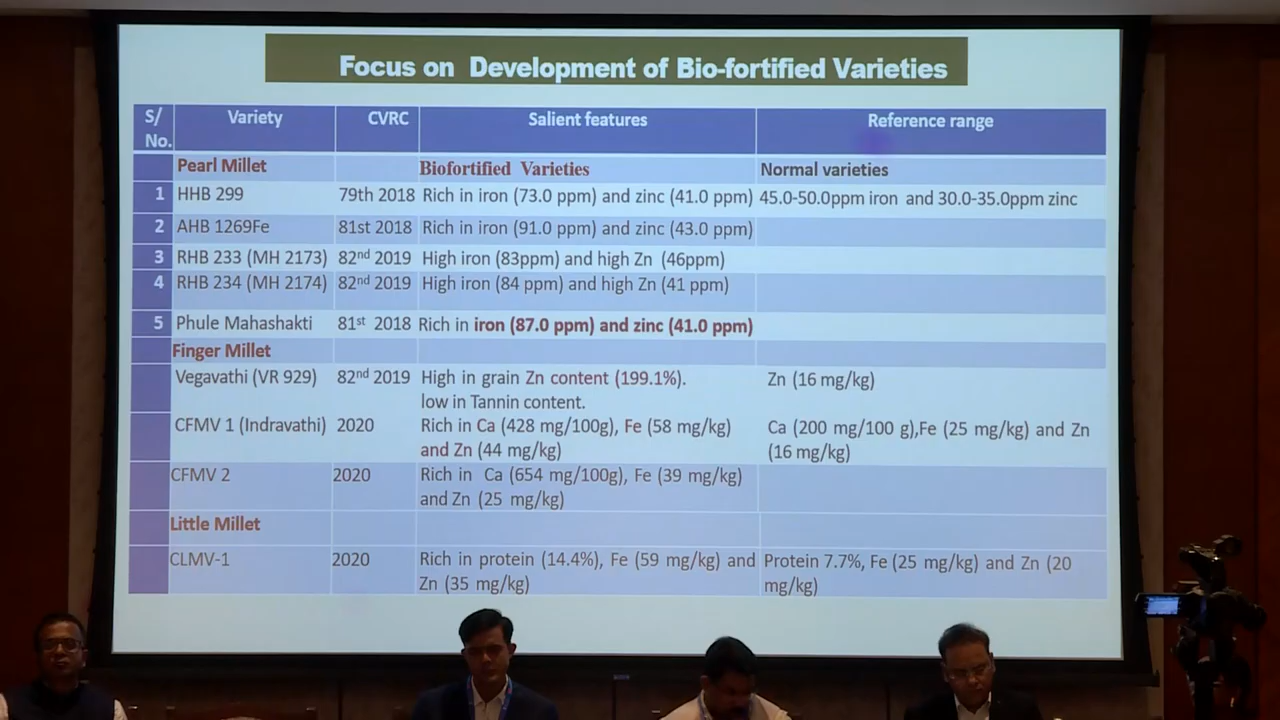 Focus on Development of Bio-fortified Varieties
S/ No. Variety CVRC Salient features Reference range
Pearl Millet Biofortified Varieties Normal varieties
1 HHB 299 79th 2018 Rich in iron (73.0 ppm) and zinc (41.0 ppm) 45.0-50.0ppm iron and 30.0-35.0ppm zinc
2 AHB 1269Fe 81st 2018 Rich in iron (91.0 ppm) and zinc (43.0 ppm)
3 RHB 233 (MH 2173) 82nd 2019 High iron (83ppm) and high Zn (46ppm)
4 RHB 234 (MH 2174) 82nd 2019 High iron (84 ppm) and high Zn (41 ppm)
5 Phule Mahashakti 81st 2018 Rich in iron (87.0 ppm) and zinc (41.0 ppm)
Finger Millet
Vegavathi (VR 929) 82nd 2019 High in grain Zn content (199.1%). Zn (16 mg/kg)
low in Tannin content.
CFMV 1 (Indravathi) 2020 Rich in Ca (428 mg/100g), Fe (58 mg/kg) Ca (200 mg/100 g),Fe (25 mg/kg) and Zn
and Zn (44 mg/kg) (16 mg/kg)
CFMV 2 2020 Rich in Ca (654 mg/100g), Fe (39 mg/kg)
and Zn (25 mg/kg)
Little Millet
CLMV-1 2020 Rich in protein (14.4%), Fe (59 mg/kg) and Protein 7.7%, Fe (25 mg/kg) and Zn (20
Zn (35 mg/kg) mg/kg)